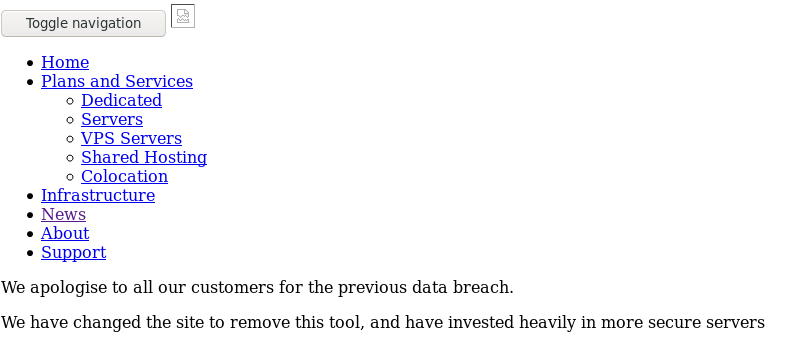 Toggle navigation
Home
Plans and Services
Dedicated
Servers
VPS Servers
Shared Hosting
Colocation
Infrastructure
News
About
Support
We apologise to all our customers for the previous data breach.
We have changed the site to remove this tool, and have invested heavily in more secure servers